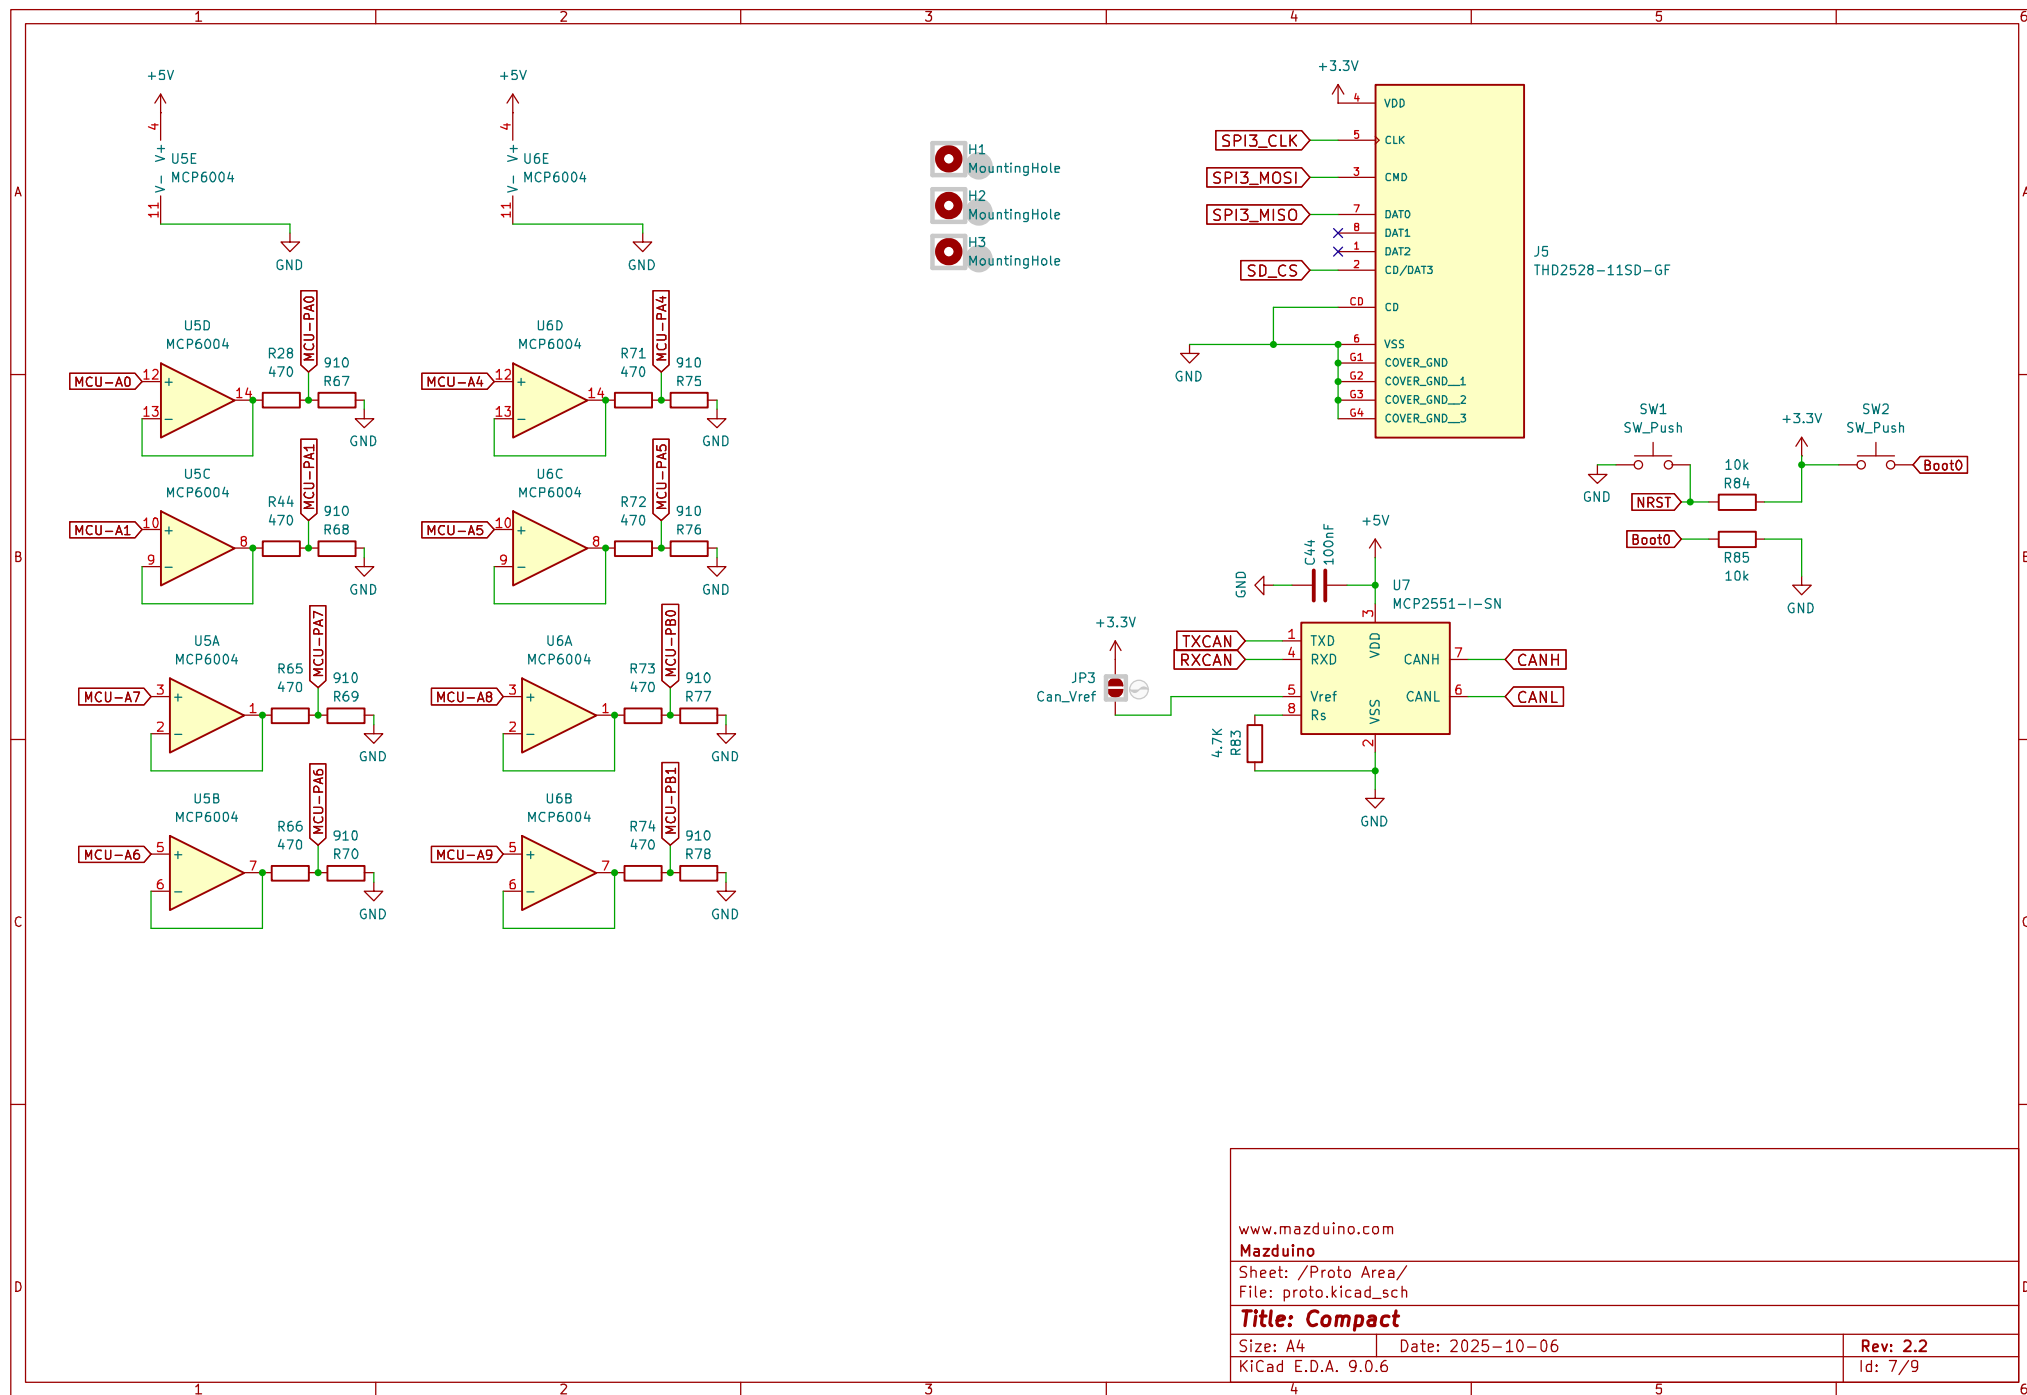 1 2 3 4 5 6
A
B
C
D
+5V
4
V+
V-
11
U5E
MCP6004
GND
+5V
4
V+
V-
11
U6E
MCP6004
GND
H1
MountingHole
H2
MountingHole
H3
MountingHole
+3.3V
4 VDD
SPI3_CLK 5 CLK
SPI3_MOSI 3 CMD
SPI3_MISO 7 DAT0
8 DAT1
1 DAT2
SD_CS 2 CD/DAT3
CD CD
6 VSS
G1 COVER_GND
G2 COVER_GND__1
G3 COVER_GND__2
G4 COVER_GND__3
GND
J5
THD2528-11SD-GF
U5D
MCP6004
MCU-A0 12 +
13 -
14
R28
470
MCU-PA0
910
R67
GND
U6D
MCP6004
MCU-A4 12 +
13 -
14
R71
470
MCU-PA4
910
R75
GND
U5C
MCP6004
MCU-A1 10 +
9 -
8
R44
470
MCU-PA1
910
R68
GND
U6C
MCP6004
MCU-A5 10 +
9 -
8
R72
470
MCU-PA5
910
R76
GND
U5A
MCP6004
MCU-A7 3 +
2 -
1
R65
470
MCU-PA7
910
R69
GND
U6A
MCP6004
MCU-A8 3 +
2 -
1
R73
470
MCU-PB0
910
R77
GND
U5B
MCP6004
MCU-A6 5 +
6 -
7
R66
470
MCU-PA6
910
R70
GND
U6B
MCP6004
MCU-A9 5 +
6 -
7
R74
470
MCU-PB1
910
R78
GND
SW1
SW_Push
GND
NRST
10k
R84
+3.3V
SW2
SW_Push
Boot0
Boot0
R85
10k
GND
+5V
C44
100nF
GND
U7
MCP2551-I-SN
3
VDD
TXCAN 1 TXD
RXCAN 4 RXD
5 Vref
8 Rs
CANH 7 CANH
CANL 6 CANL
VSS
2
+3.3V
JP3
Can_Vref
4.7K
R83
GND
www.mazduino.com
Mazduino
Sheet: /Proto Area/
File: proto.kicad_sch
Title: Compact
Size: A4 Date: 2025-10-06 Rev: 2.2
KiCad E.D.A. 9.0.6 Id: 7/9
1 2 3 4 5 6
A
B
C
D